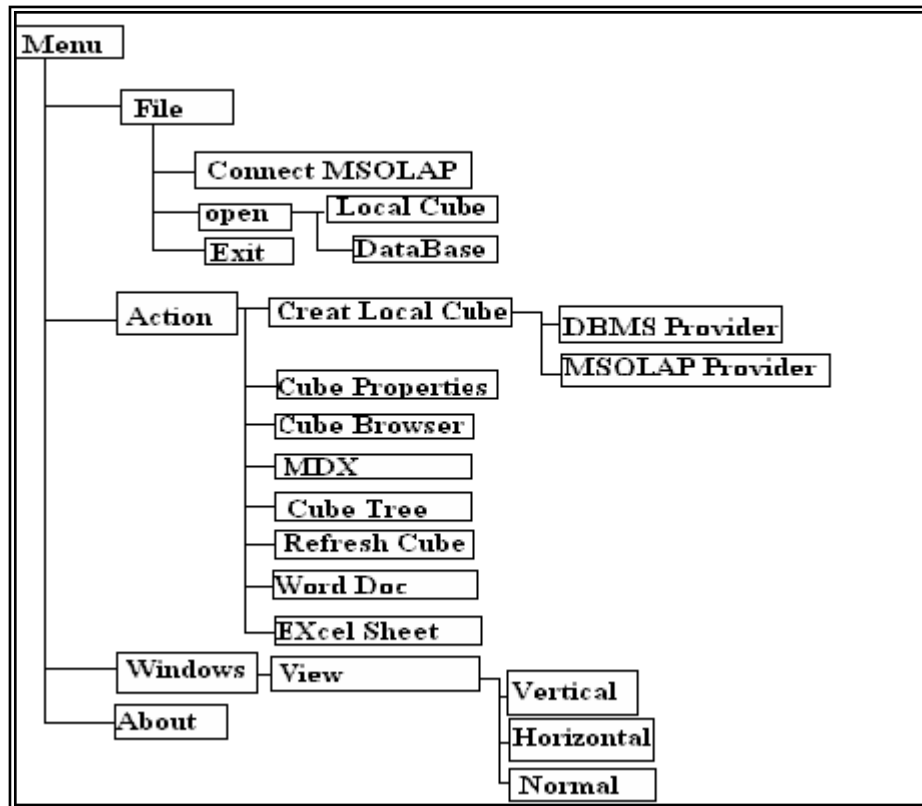 Menu
File
Connect MSOLAP
open
Local Cube
Exit
DataBase
Action
Creat Local Cube
DBMS Provider
MSOLAP Provider
Cube Properties
Cube Browser
MDX
Cube Tree
Refresh Cube
Word Doc
EXcel Sheet
Windows
View
Vertical
About
Horizontal
Normal